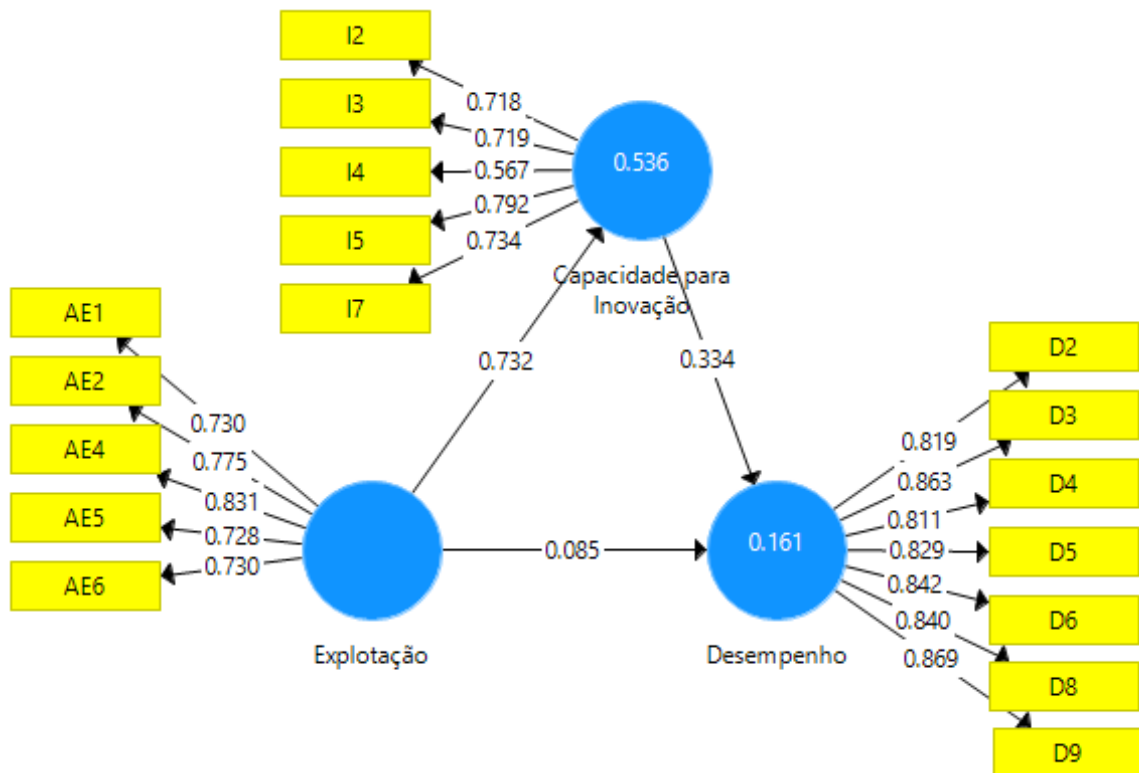 I2
I3
I4
I5
I7
0.718
0.719
0.567
0.792
0.734
0.536
Capacidade para
Inovação
AE1
AE2
AE4
AE5
AE6
0.730
0.775
0.831
0.728
0.730
0.732
0.334
0.085
Explotação
0.161
Desempenho
0.819
0.863
0.811
0.829
0.842
0.840
0.869
D2
D3
D4
D5
D6
D8
D9